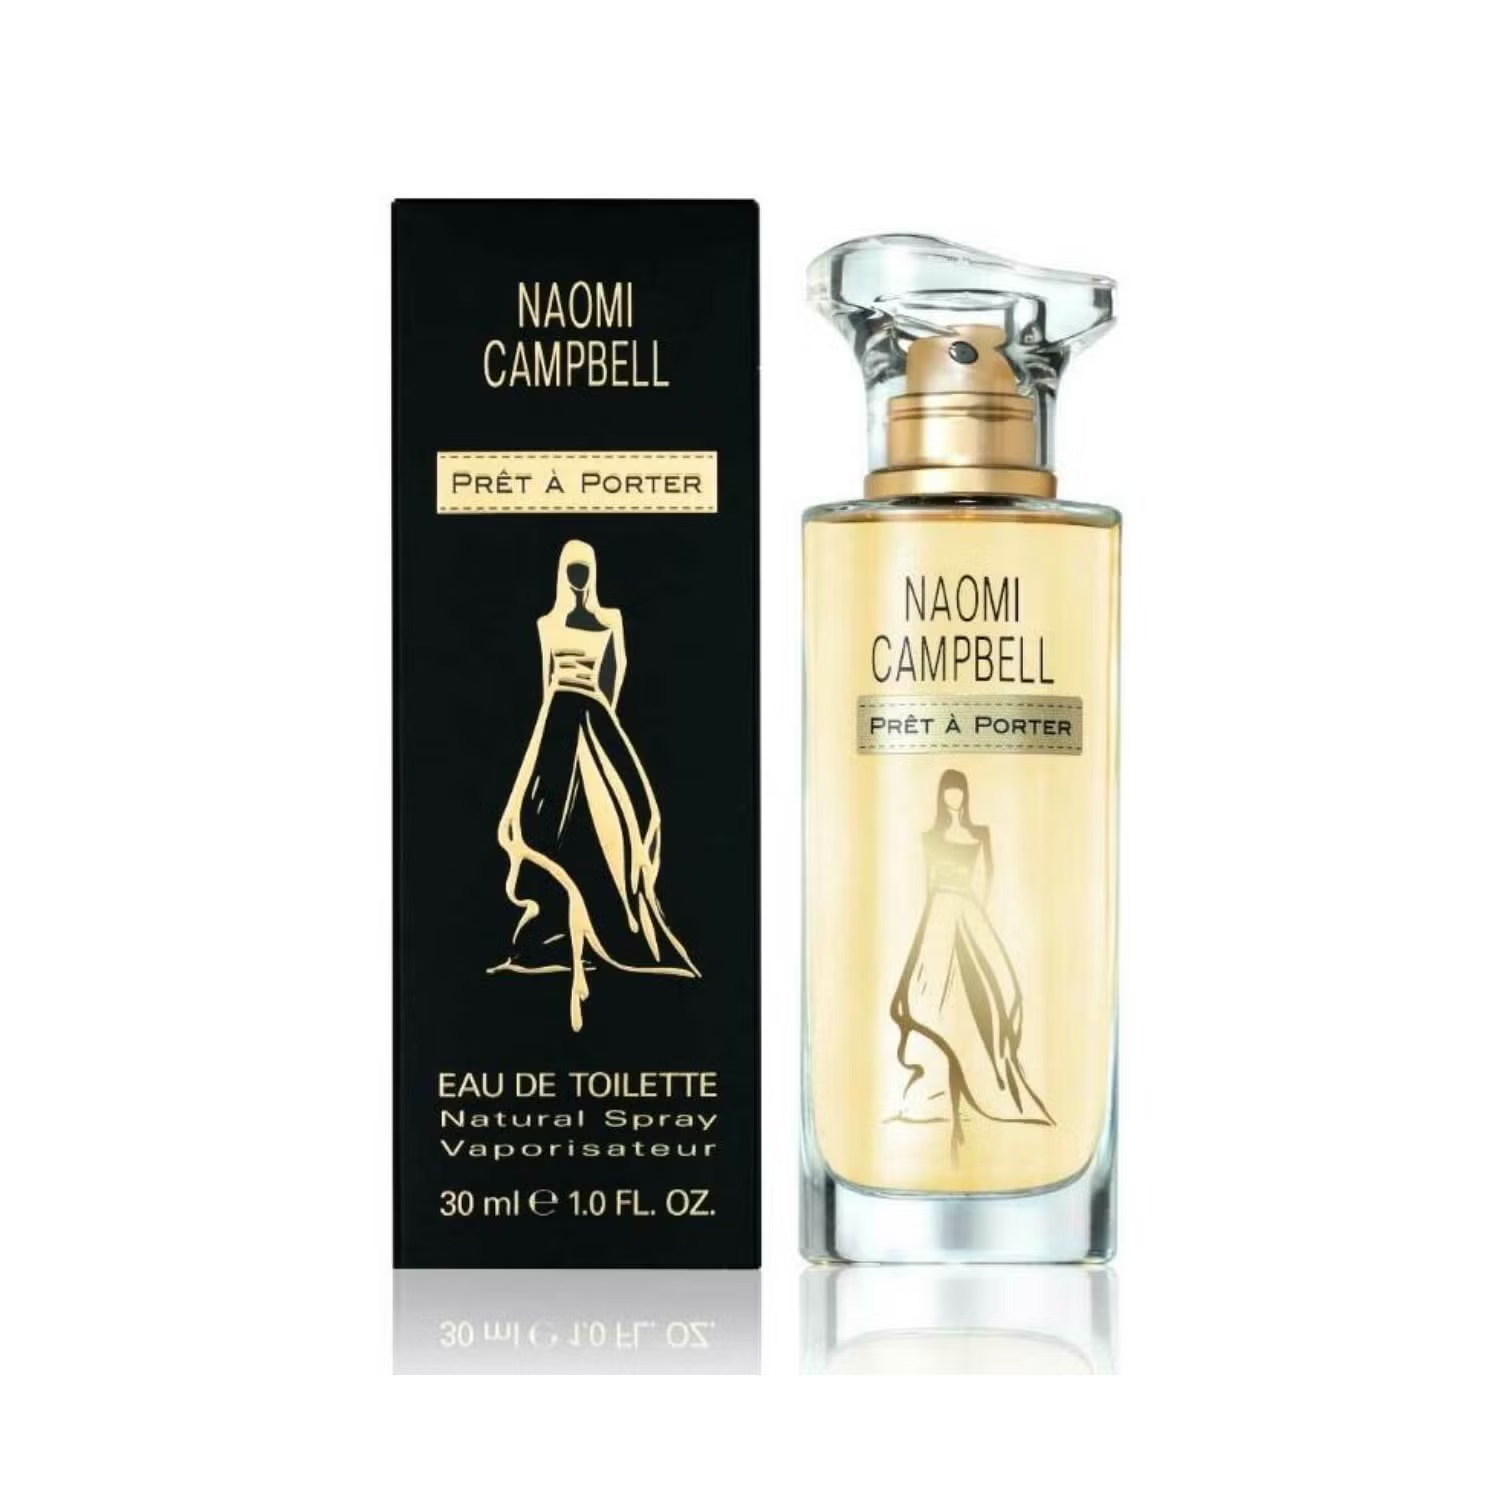 NAOMI
CAMPBELL
PRÊT À PORTER
EAU DE TOILETTE
Natural Spray
Vaporisateur
30 ml ℮ 1.0 FL. OZ.
NAOMI
CAMPBELL
PRÊT À PORTER
30 ml ℮ 1.0 FL. OZ.